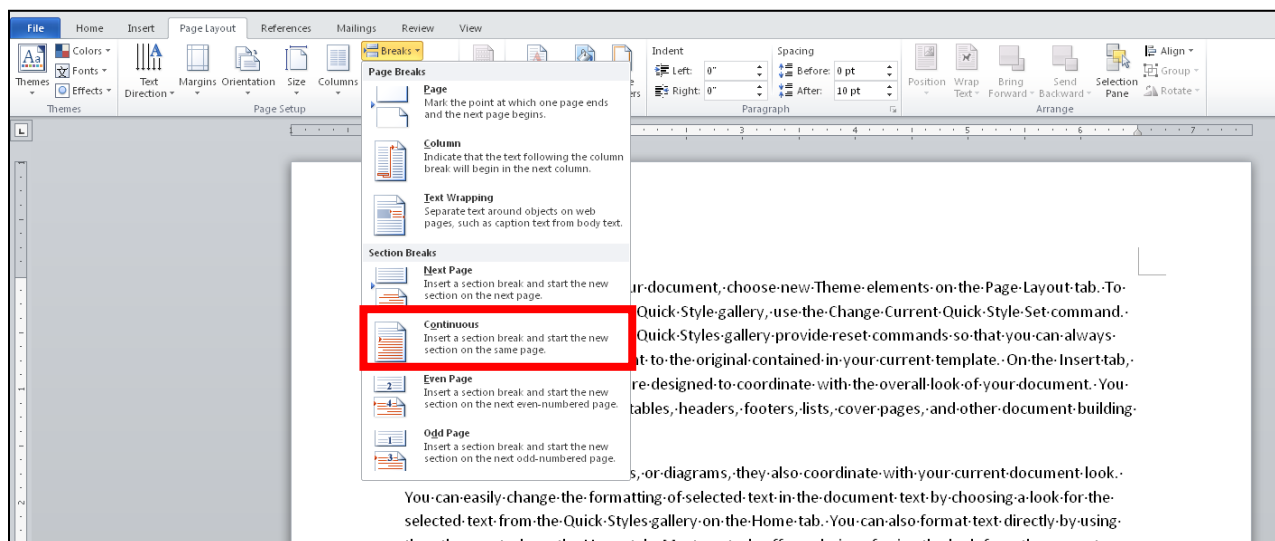 File Home Insert Page Layout References Mailings Review View
Colors Breaks Indent Spacing Align
Fonts Left: 0" Before: 0 pt Group
Themes Effects Text Direction Margins Orientation Size Columns Right: 0" After: 10 pt Position Wrap Text Bring Forward Send Backward Selection Pane Rotate
Themes Page Setup Paragraph Arrange
L
3 4 5 6 7
Page Breaks
Page
Mark the point at which one page ends
and the next page begins.
Column
Indicate that the text following the column
break will begin in the next column.
Text Wrapping
Separate text around objects on web
pages, such as caption text from body text.
Section Breaks
Next Page
Insert a section break and start the new
section on the next page.
Continuous
Insert a section break and start the new
section on the same page.
Even Page
Insert a section break and start the new
section on the next even-numbered page.
Odd Page
Insert a section break and start the new
section on the next odd-numbered page.
document,·choose·new·Theme·elements·on·the·Page·Layout·tab.·To·
Quick·Style·gallery,·use·the·Change·Current·Quick·Style·Set·command.·
Quick·Styles·gallery·provide·reset·commands·so·that·you·can·always·
to·the·original·contained·in·your·current·template.·On·the·Insert·tab,·
designed·to·coordinate·with·the·overall·look·of·your·document.·You·
tables,·headers,·footers,·lists,·cover·pages,·and·other·document·building·
or·diagrams,·they·also·coordinate·with·your·current·document·look.·
You·can·easily·change·the·formatting·of·selected·text·in·the·document·text·by·choosing·a·look·for·the·
selected·text·from·the·Quick·Styles·gallery·on·the·Home·tab.·You·can·also·format·text·directly·by·using·